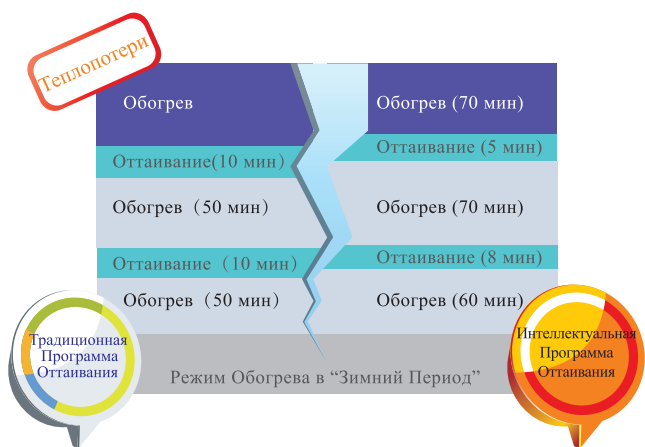 Теплопотери
Обогрев
Оттаивание(10 мин)
Обогрев (50 мин)
Оттаивание (10 мин)
Обогрев (50 мин)
Обогрев (70 мин)
Оттаивание (5 мин)
Обогрев (70 мин)
Оттаивание (8 мин)
Обогрев (60 мин)
Традиционная
Программа
Оттаивания
Интеллектуальная
Программа
Оттаивания
Режим Обогрева в “Зимний Период”